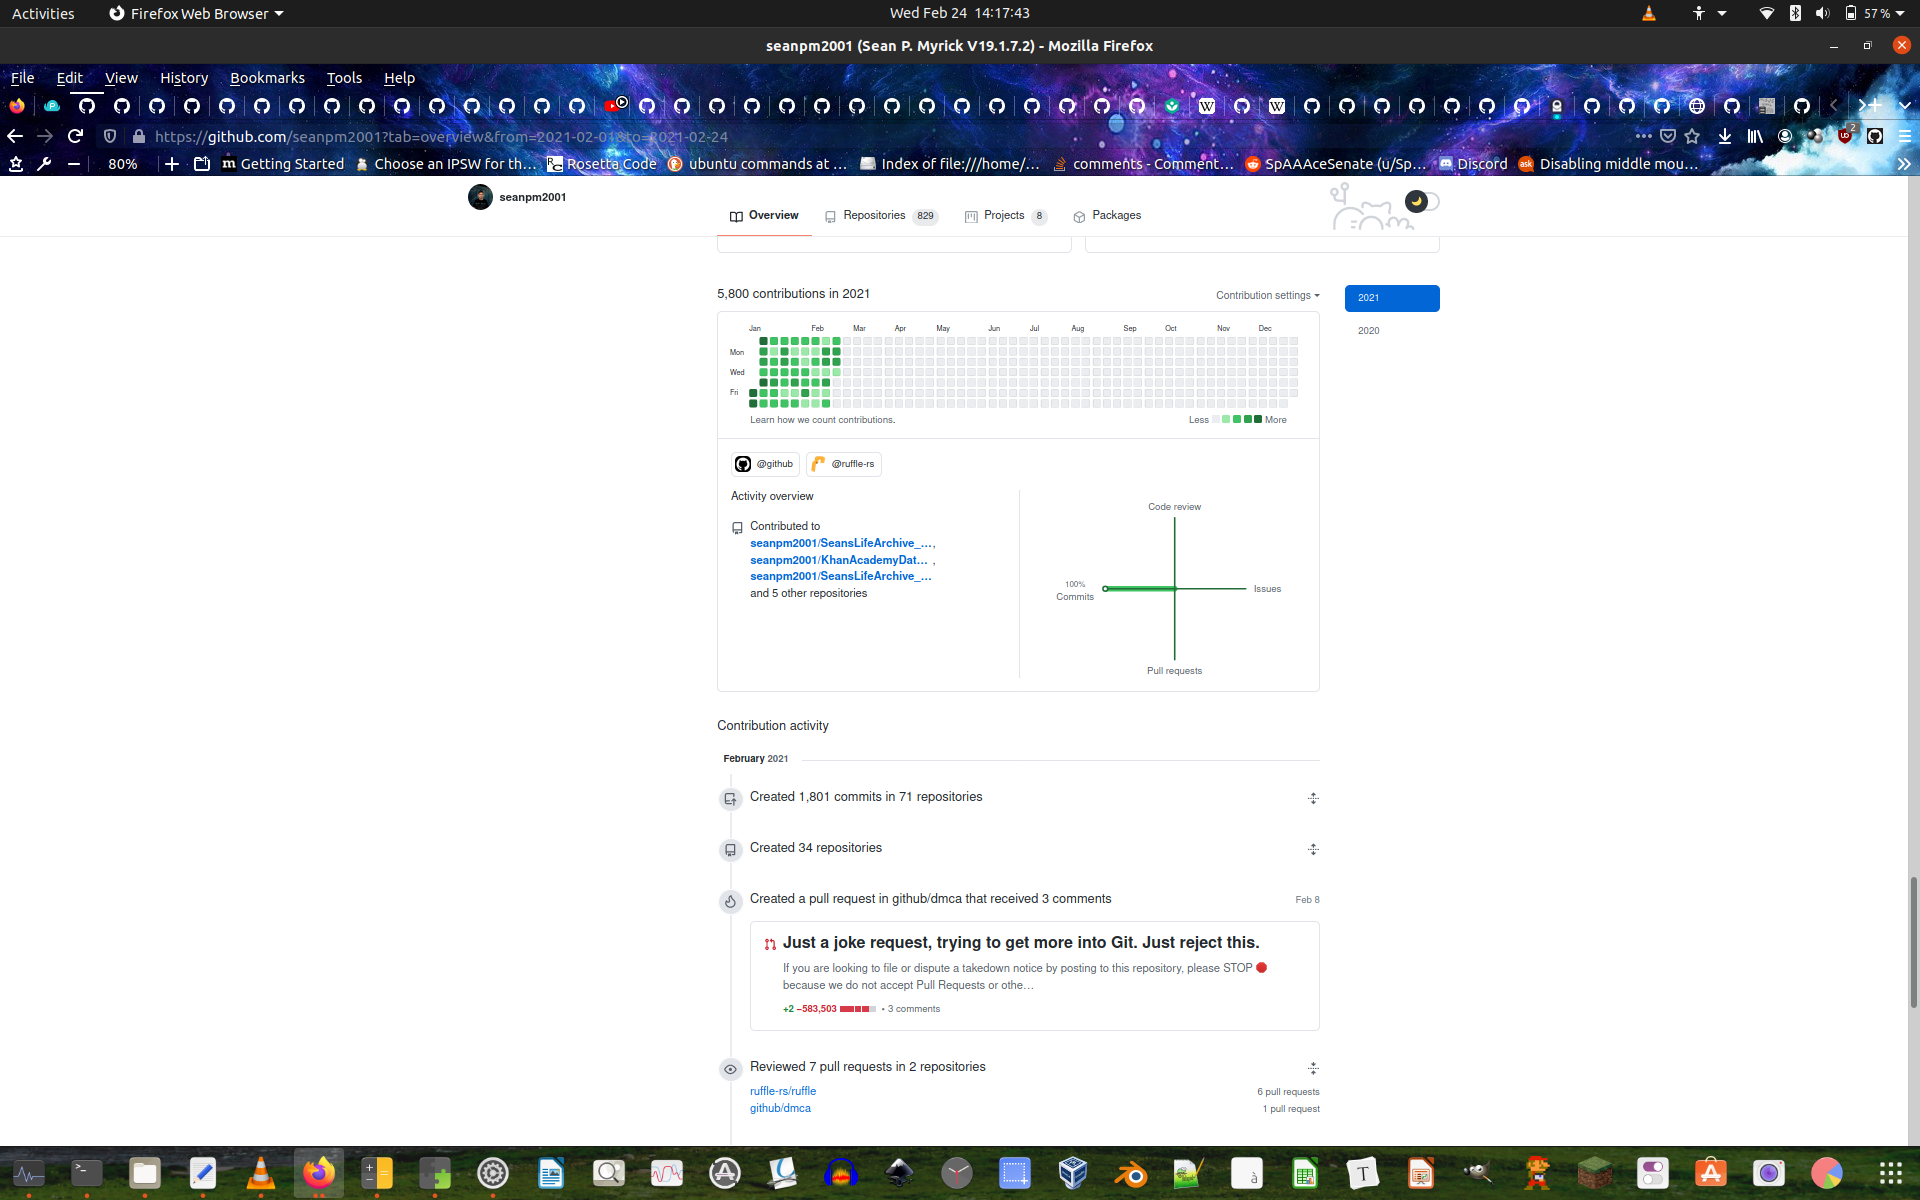 Activities
Firefox Web Browser
Wed Feb 24 14:17:43
57 %
seanpm2001 (Sean P. Myrick V19.1.7.2) - Mozilla Firefox
File Edit View History Bookmarks Tools Help
https://github.com/seanpm2001?tab=overview&from=2021-02-01&to=2021-02-24
2
80%
Getting Started
Choose an IPSW for th…
Rosetta Code
ubuntu commands at …
Index of file:///home/…
comments - Comment…
SpAAAceSenate (u/Sp…
Discord
Disabling middle mou…
seanpm2001
Overview
Repositories 829
Projects 8
Packages
5,800 contributions in 2021
Contribution settings
2021
2020
Jan Feb Mar Apr May Jun Jul Aug Sep Oct Nov Dec
Mon
Wed
Fri
Learn how we count contributions.
Less More
@github
@ruffle-rs
Activity overview
Contributed to
seanpm2001/SeansLifeArchive_…,
seanpm2001/KhanAcademyDat… ,
seanpm2001/SeansLifeArchive_…
and 5 other repositories
Code review
100%
Commits
Issues
Pull requests
Contribution activity
February 2021
Created 1,801 commits in 71 repositories
Created 34 repositories
Created a pull request in github/dmca that received 3 comments
Feb 8
Just a joke request, trying to get more into Git. Just reject this.
If you are looking to file or dispute a takedown notice by posting to this repository, please STOP
because we do not accept Pull Requests or othe…
+2 −583,503 • 3 comments
Reviewed 7 pull requests in 2 repositories
ruffle-rs/ruffle
6 pull requests
github/dmca
1 pull request